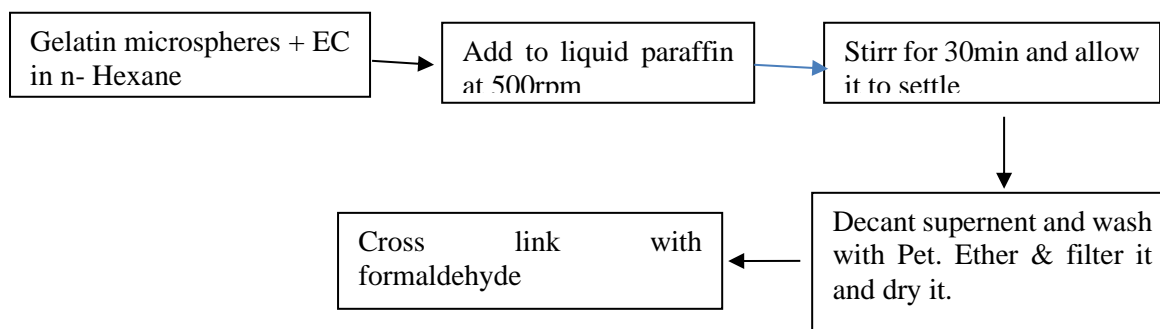 Gelatin microspheres + EC
in n- Hexane
Add to liquid paraffin
at 500rpm
Stirr for 30min and allow
it to settle
Decant supernent and wash
with Pet. Ether & filter it
and dry it.
Cross link with
formaldehyde